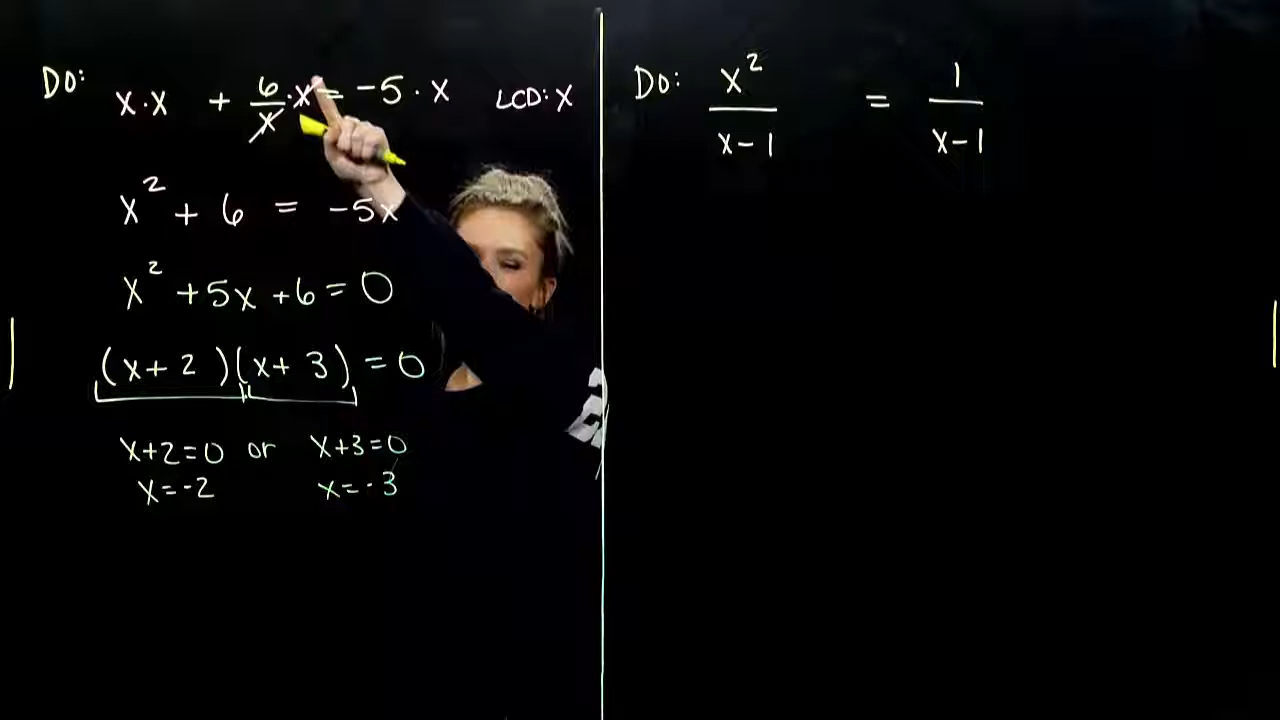 Do: x·x + 6/x·x = -5·x LCD: x
x² + 6 = -5x
x² + 5x + 6 = 0
(x + 2)(x + 3) = 0
x+2=0 or x+3=0
x=-2 x=-3
Do: x²/x-1 = 1/x-1